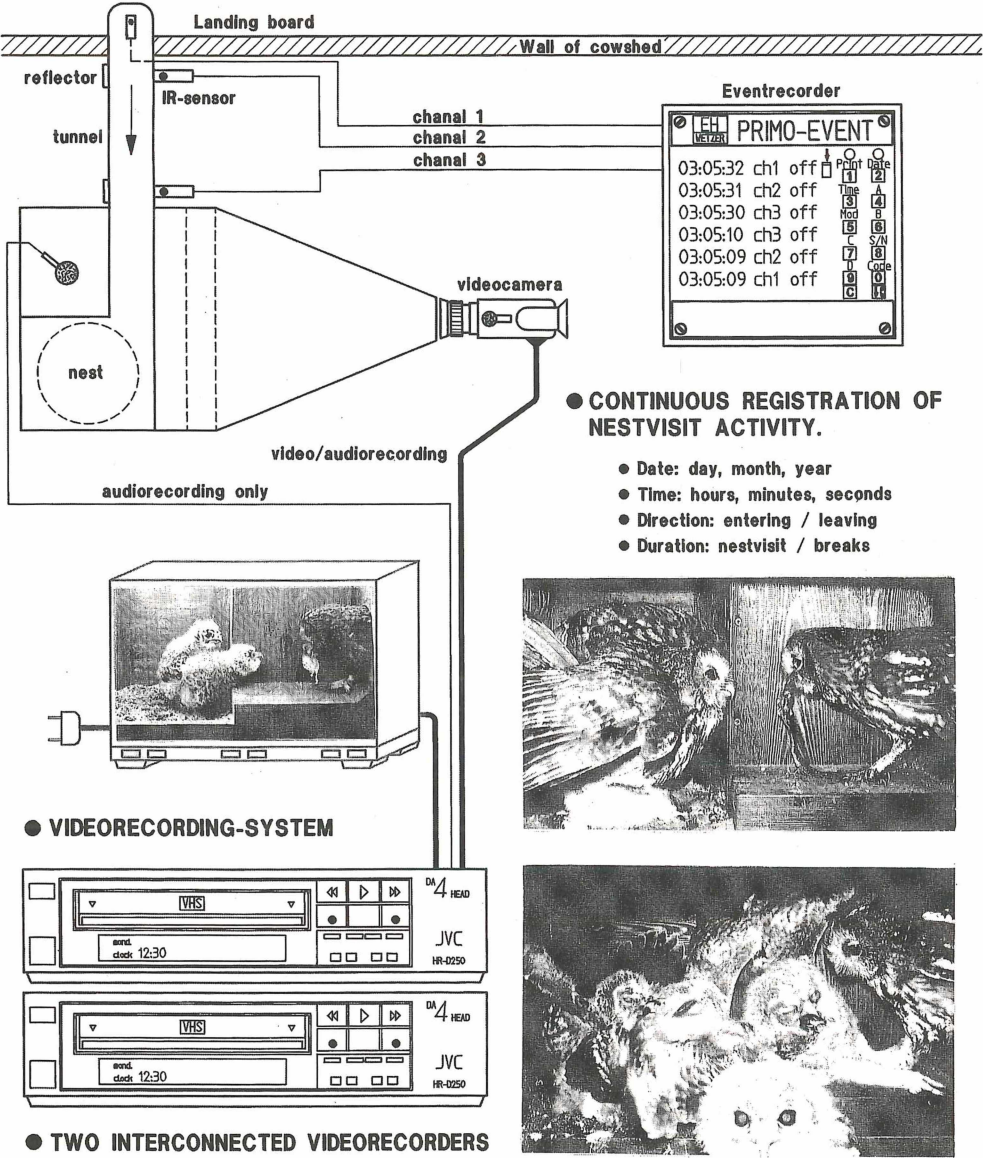 Landing board
Wall of cowshed
reflector
IR-sensor
tunnel
chanal 1
chanal 2
chanal 3
Eventrecorder
EH
WETZER
PRIMO-EVENT
03:05:32 ch1 off
03:05:31 ch2 off
03:05:30 ch3 off
03:05:10 ch3 off
03:05:09 ch2 off
03:05:09 ch1 off
Print Date
1 2
Time A
3 4
Mod B
5 6
C S/N
7 8
D Code
9 0
C
videocamera
nest
● CONTINUOUS REGISTRATION OF
NESTVISIT ACTIVITY.
● Date: day, month, year
● Time: hours, minutes, seconds
● Direction: entering / leaving
● Duration: nestvisit / breaks
video/audiorecording
audiorecording only
● VIDEORECORDING-SYSTEM
VHS
DA 4 HEAD
clock 12:30
JVC
HR-D250
VHS
DA 4 HEAD
clock 12:30
JVC
HR-D250
● TWO INTERCONNECTED VIDEORECORDERS